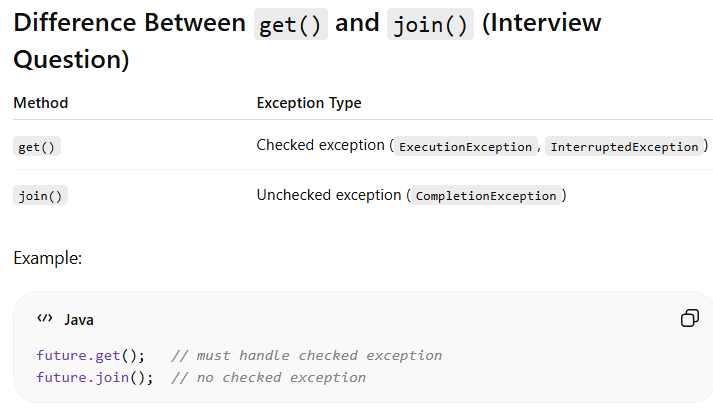 Difference Between get() and join() (Interview
Question)
Method Exception Type
get() Checked exception ( ExecutionException , InterruptedException )
join() Unchecked exception ( CompletionException )
Example:
</> Java
future.get();   // must handle checked exception
future.join();  // no checked exception